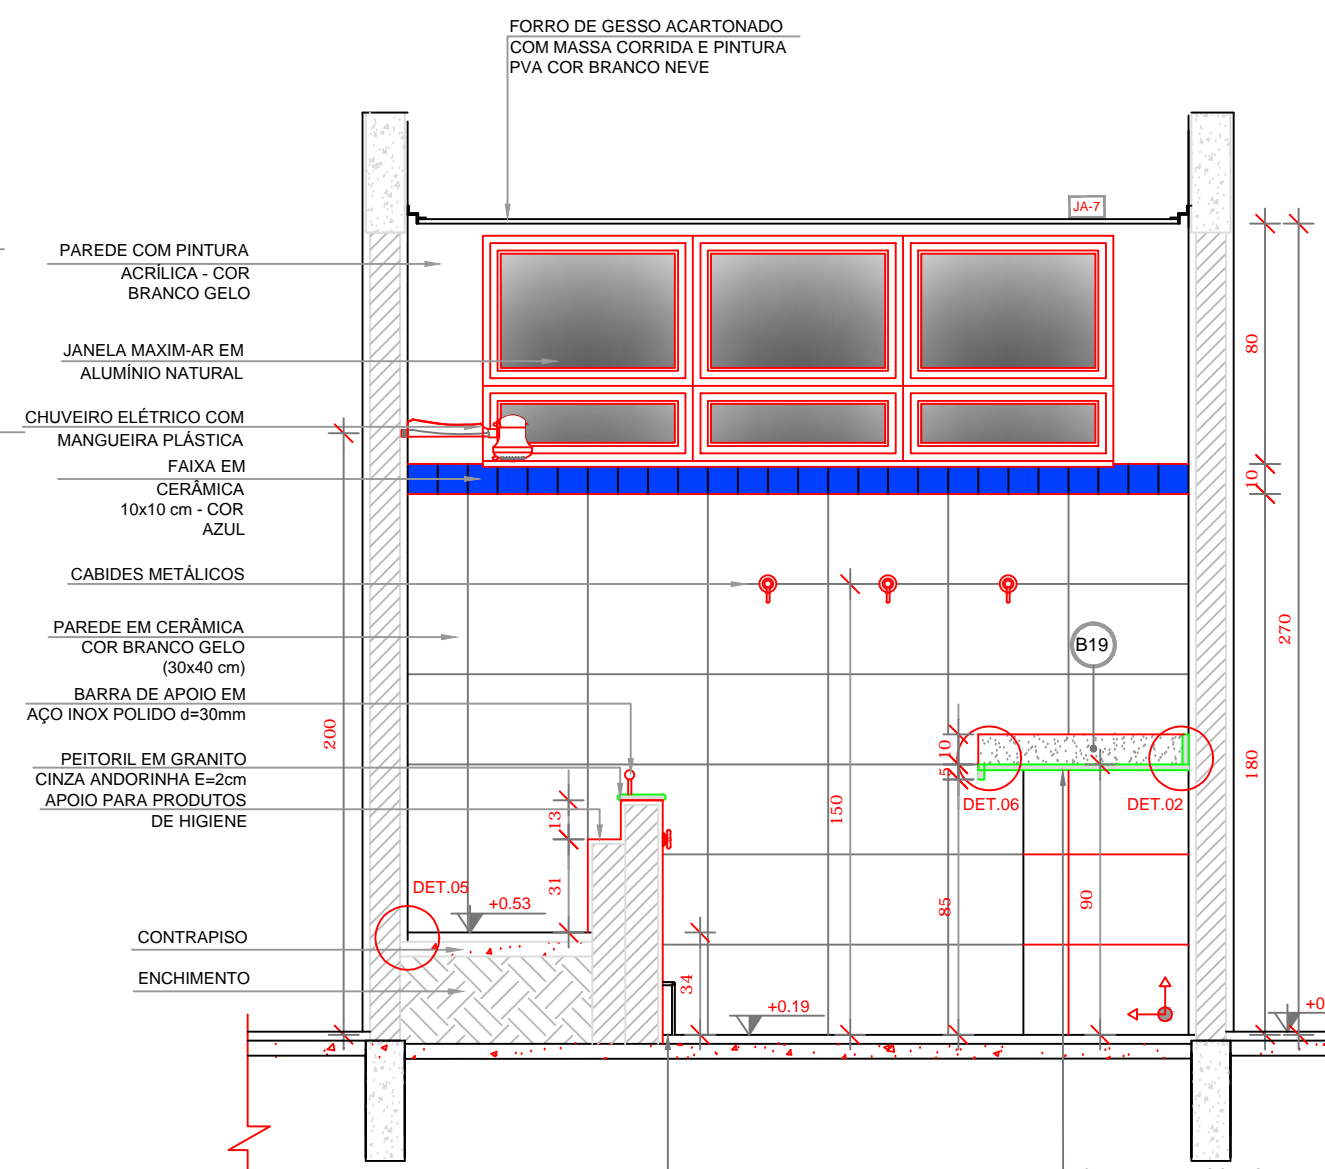 FORRO DE GESSO ACARTONADO
COM MASSA CORRIDA E PINTURA
PVA COR BRANCO NEVE
JA-7
PAREDE COM PINTURA
ACRÍLICA - COR
BRANCO GELO
JANELA MAXIM-AR EM
ALUMÍNIO NATURAL
CHUVEIRO ELÉTRICO COM
MANGUEIRA PLÁSTICA
FAIXA EM
CERÂMICA
10x10 cm - COR
AZUL
CABIDES METÁLICOS
PAREDE EM CERÂMICA
COR BRANCO GELO
(30x40 cm)
BARRA DE APOIO EM
AÇO INOX POLIDO d=30mm
PEITORIL EM GRANITO
CINZA ANDORINHA E=2cm
APOIO PARA PRODUTOS
DE HIGIENE
CONTRAPISO
ENCHIMENTO
200
DET.05
+0.53
13
31
34
+0.19
150
85
5
10
90
B19
DET.06
DET.02
80
10
180
270
+0